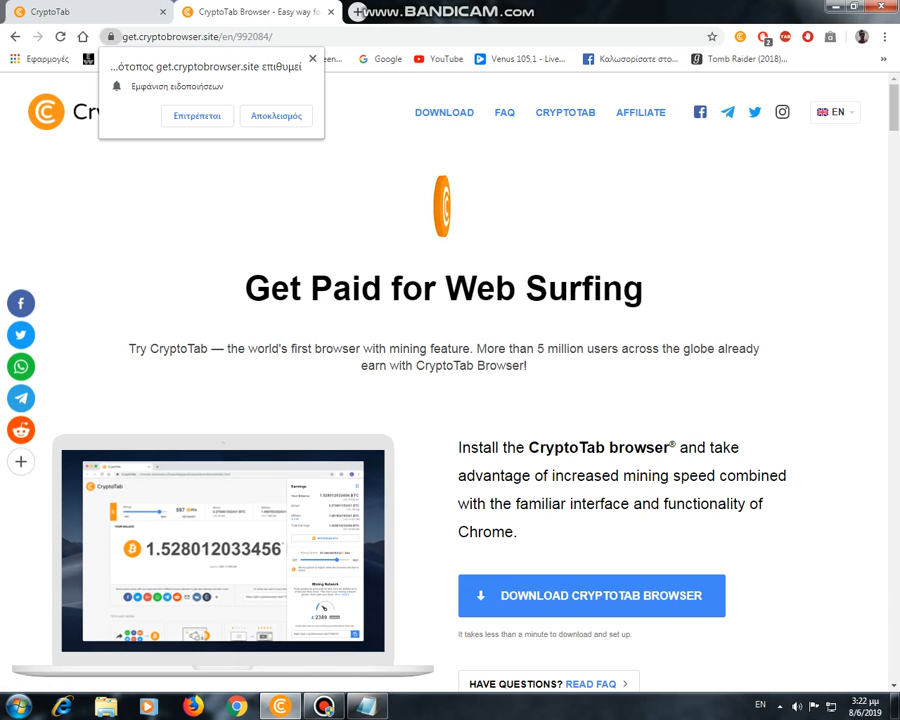 CryptoTab
CryptoTab Browser - Easy way fo
www.BANDICAM.com
get.cryptobrowser.site/en/992084/
Εφαρμογές
Google
YouTube
Venus 105,1 - Live...
Καλωσορίσατε στο...
Tomb Raider (2018)...
...ότοπος get.cryptobrowser.site επιθυμεί
Εμφάνιση ειδοποιήσεων
Επιτρέπεται
Αποκλεισμός
DOWNLOAD
FAQ
CRYPTOTAB
AFFILIATE
EN
Get Paid for Web Surfing
Try CryptoTab — the world's first browser with mining feature. More than 5 million users across the globe already
earn with CryptoTab Browser!
CryptoTab
1.528012033456
Install the CryptoTab browser® and take
advantage of increased mining speed combined
with the familiar interface and functionality of
Chrome.
DOWNLOAD CRYPTOTAB BROWSER
It takes less than a minute to download and set up.
HAVE QUESTIONS? READ FAQ
EN
3:22 μμ
8/6/2019